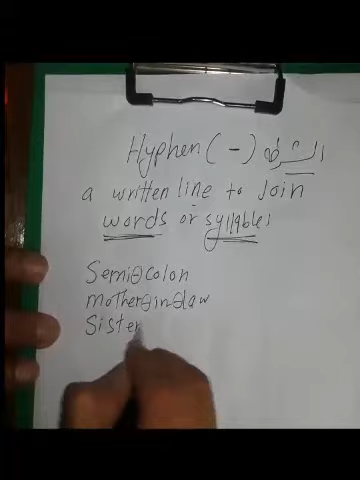 Hyphen (-) الشرطة
a written line to Join
words or syllables
Semi-colon
mother-in-law
Sister